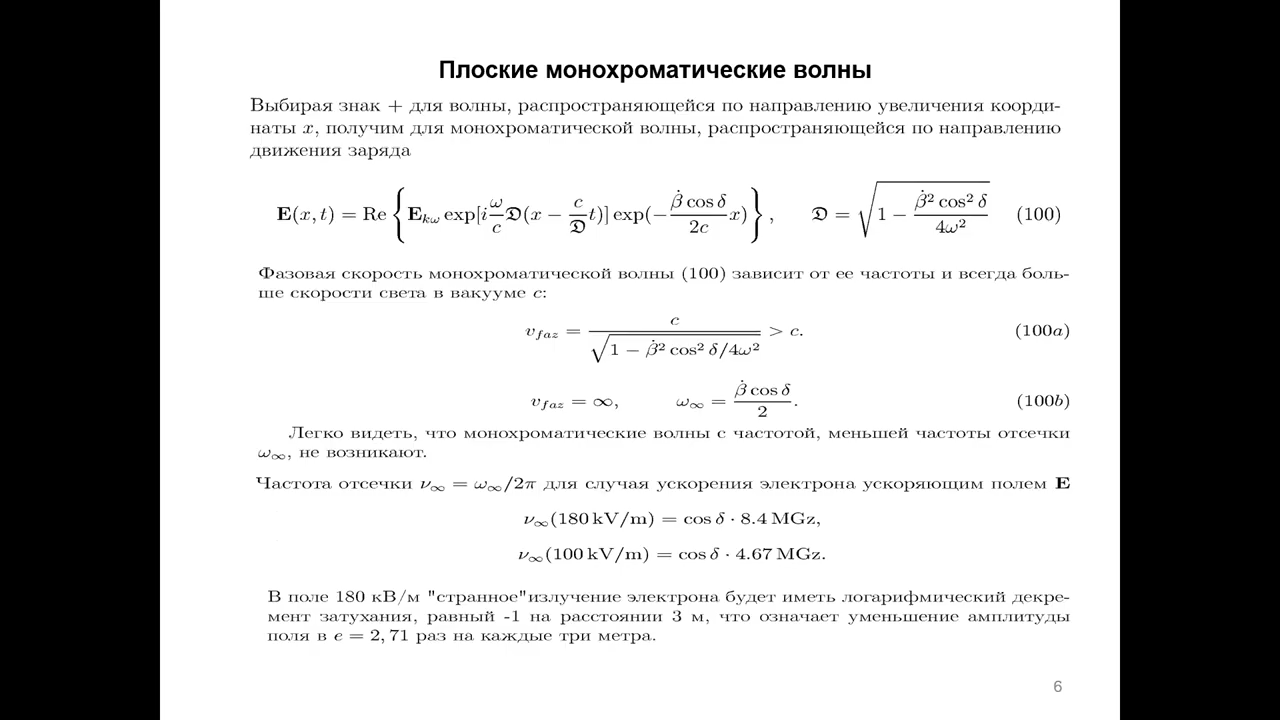 Плоские монохроматические волны
Выбирая знак + для волны, распространяющейся по направлению увеличения коорди-
наты x, получим для монохроматической волны, распространяющейся по направлению
движения заряда
E(x, t) = Re { E_{kω} exp[i ω/c 𝔇(x − c/𝔇 t)] exp(− β̇ cos δ / 2c x) } , 𝔇 = √(1 − β̇² cos² δ / 4ω²) (100)
Фазовая скорость монохроматической волны (100) зависит от ее частоты и всегда боль-
ше скорости света в вакууме c:
v_{faz} = c / √(1 − β̇² cos² δ/4ω²) > c. (100a)
v_{faz} = ∞, ω_∞ = β̇ cos δ / 2 . (100b)
Легко видеть, что монохроматические волны с частотой, меньшей частоты отсечки
ω_∞, не возникают.
Частота отсечки ν_∞ = ω_∞/2π для случая ускорения электрона ускоряющим полем E
ν_∞(180 kV/m) = cos δ · 8.4 MGz,
ν_∞(100 kV/m) = cos δ · 4.67 MGz.
В поле 180 кВ/м "странное"излучение электрона будет иметь логарифмический декре-
мент затухания, равный -1 на расстоянии 3 м, что означает уменьшение амплитуды
поля в e = 2, 71 раз на каждые три метра.
6